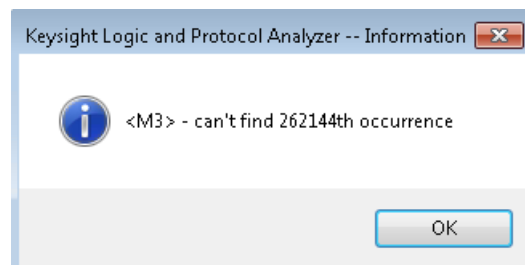 Keysight Logic and Protocol Analyzer -- Information
<M3> - can't find 262144th occurrence
OK